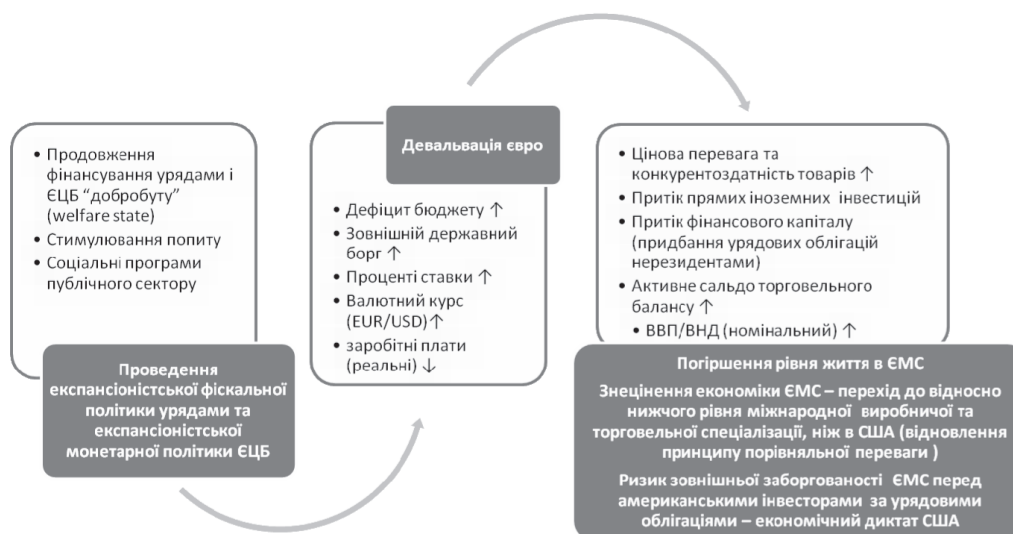 • Продовження
фінансування урядами і
ЄЦБ “добробуту”
(welfare state)
• Стимулювання попиту
• Соціальні програми
публічного сектору
Проведення
експансіоністської фіскальної
політики урядами та
експансіоністської
монетарної політики ЄЦБ
Девальвація євро
• Дефіцит бюджету ↑
• Зовнішній державний
борг ↑
• Проценті ставки ↑
• Валютний курс
(EUR/USD)↑
• заробітні плати
(реальні) ↓
• Цінова перевага та
конкурентоздатність товарів ↑
• Притік прямих іноземних інвестицій
• Притік фінансового капіталу
(придбання урядових облігацій
нерезидентами)
• Активне сальдо торговельного
балансу ↑
• ВВП/ВНД (номінальний) ↑
Погіршення рівня життя в ЄМС
Знецінення економіки ЄМС – перехід до відносно
нижчого рівня міжнародної виробничої та
торговельної спеціалізації, ніж в США (відновлення
принципу порівняльної переваги )
Ризик зовнішньої заборгованості ЄМС перед
американськими інвесторами за урядовими
облігаціями – економічний диктат США